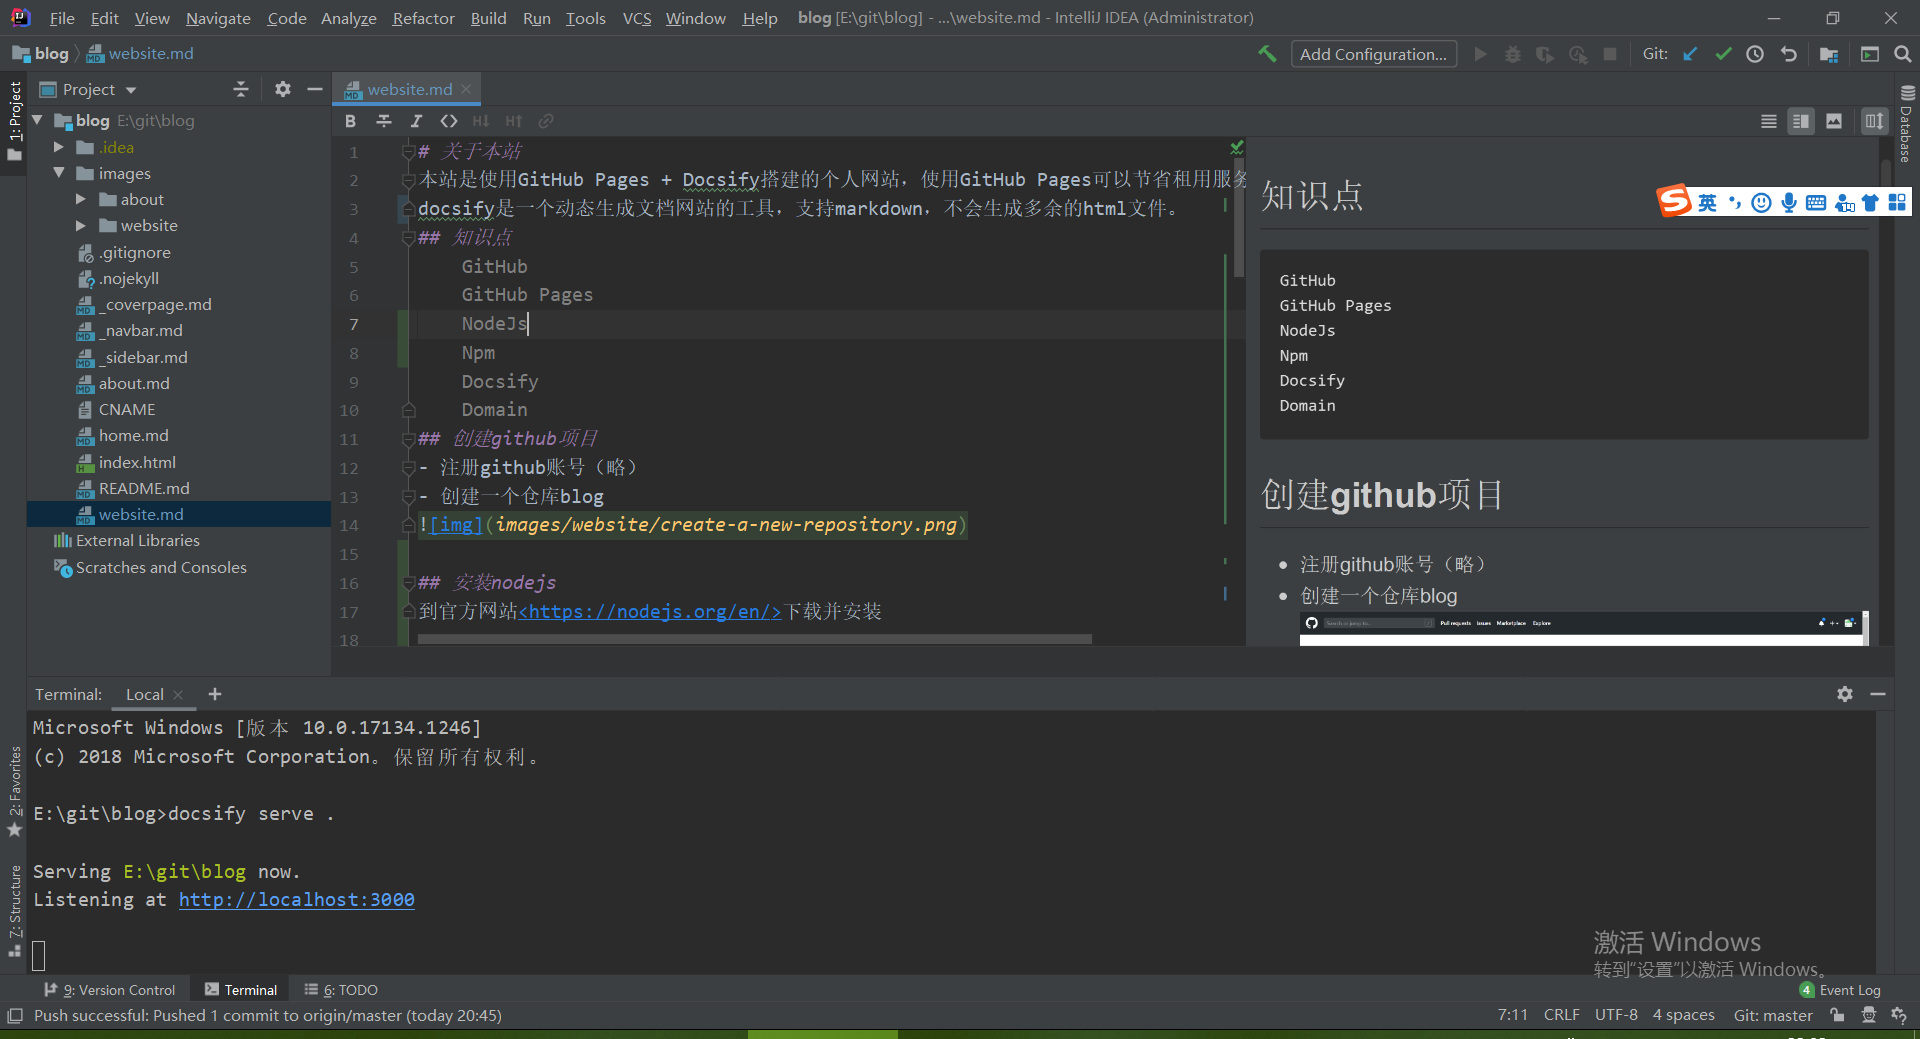 File Edit View Navigate Code Analyze Refactor Build Run Tools VCS Window Help blog [E:\git\blog] - ...\website.md - IntelliJ IDEA (Administrator)
blog website.md Add Configuration... Git:
1: Project
Project
blog E:\git\blog
.idea
images
about
website
.gitignore
.nojekyll
_coverpage.md
_navbar.md
_sidebar.md
about.md
CNAME
home.md
index.html
README.md
website.md
External Libraries
Scratches and Consoles
website.md
B I <> H↓ H↑
1 # 关于本站
2 本站是使用GitHub Pages + Docsify搭建的个人网站，使用GitHub Pages可以节省租用服务
3 docsify是一个动态生成文档网站的工具，支持markdown，不会生成多余的html文件。
4 ## 知识点
5 GitHub
6 GitHub Pages
7 NodeJs
8 Npm
9 Docsify
10 Domain
11 ## 创建github项目
12 - 注册github账号（略）
13 - 创建一个仓库blog
14 ![img](images/website/create-a-new-repository.png)
15
16 ## 安装nodejs
17 到官方网站<https://nodejs.org/en/>下载并安装
18
知识点
GitHub
GitHub Pages
NodeJs
Npm
Docsify
Domain
创建github项目
注册github账号（略）
创建一个仓库blog
Search or jump to... Pull requests Issues Marketplace Explore
Database
英
Terminal: Local
Microsoft Windows [版本 10.0.17134.1246]
(c) 2018 Microsoft Corporation。保留所有权利。
E:\git\blog>docsify serve .
Serving E:\git\blog now.
Listening at http://localhost:3000
2: Favorites
7: Structure
激活 Windows
转到"设置"以激活 Windows。
9: Version Control Terminal 6: TODO 4 Event Log
Push successful: Pushed 1 commit to origin/master (today 20:45) 7:11 CRLF UTF-8 4 spaces Git: master